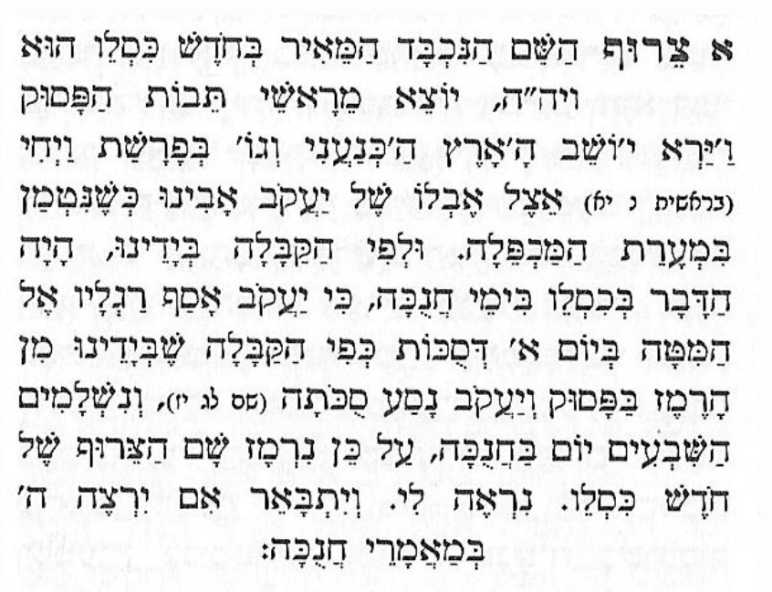 א צֵרוּף הַשֵּׁם הַנִּכְבָּד הַמֵּאִיר בְּחֹדֶשׁ כִּסְלֵו הוּא
ויה״ה, יוֹצֵא מֵרָאשֵׁי תֵּבוֹת הַפָּסוּק
וַ׳יַּרְא י׳וֹשֵׁב הָ׳אָרֶץ הַ׳כְּנַעֲנִי וְגוֹ׳ בְּפָרָשַׁת וַיְחִי
(בראשית נ יא) אֵצֶל אֶבְלוֹ שֶׁל יַעֲקֹב אָבִינוּ כְּשֶׁנִּטְמַן
בִּמְעָרַת הַמַּכְפֵּלָה. וּלְפִי הַקַּבָּלָה בְּיָדֵינוּ, הָיָה
הַדָּבָר בְּכִסְלֵו בִּימֵי חֲנֻכָּה, כִּי יַעֲקֹב אָסַף רַגְלָיו אֶל
הַמִּטָּה בְּיוֹם א׳ דְסֻכּוֹת כְּפִי הַקַּבָּלָה שֶׁבְּיָדֵינוּ מִן
הָרֶמֶז בַּפָּסוּק וְיַעֲקֹב נָסַע סֻכֹּתָה (שם לג יז), וְנִשְׁלָמִים
הַשִּׁבְעִים יוֹם בַּחֲנֻכָּה, עַל כֵּן נִרְמָז שֵׁם הַצֵּרוּף שֶׁל
חֹדֶשׁ כִּסְלֵו. נִרְאֶה לִי. וְיִתְבָּאֵר אִם יִרְצֶה ה׳
בְּמַאַמְרֵי חֲנֻכָּה: